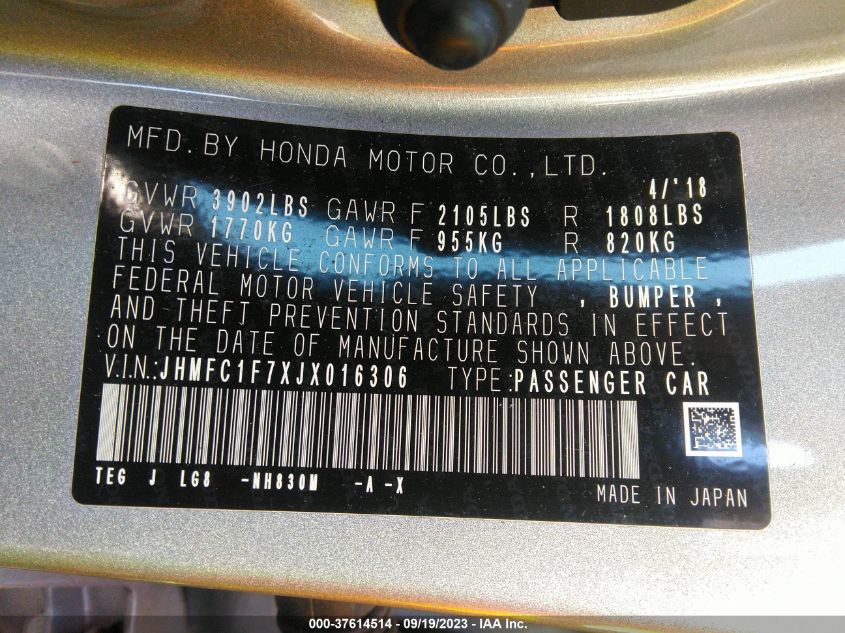 MFD. BY HONDA MOTOR CO., LTD.
4/'18
GVWR 3902LBS GAWR F 2105LBS R 1808LBS
GVWR 1770KG GAWR F 955KG R 820KG
THIS VEHICLE CONFORMS TO ALL APPLICABLE
FEDERAL MOTOR VEHICLE SAFETY , BUMPER ,
AND THEFT PREVENTION STANDARDS IN EFFECT
ON THE DATE OF MANUFACTURE SHOWN ABOVE.
V.I.N.:JHMFC1F7XJX016306 TYPE:PASSENGER CAR
TEG J LG8 -NH830M -A -X
MADE IN JAPAN
000-37614514 - 09/19/2023 - IAA Inc.